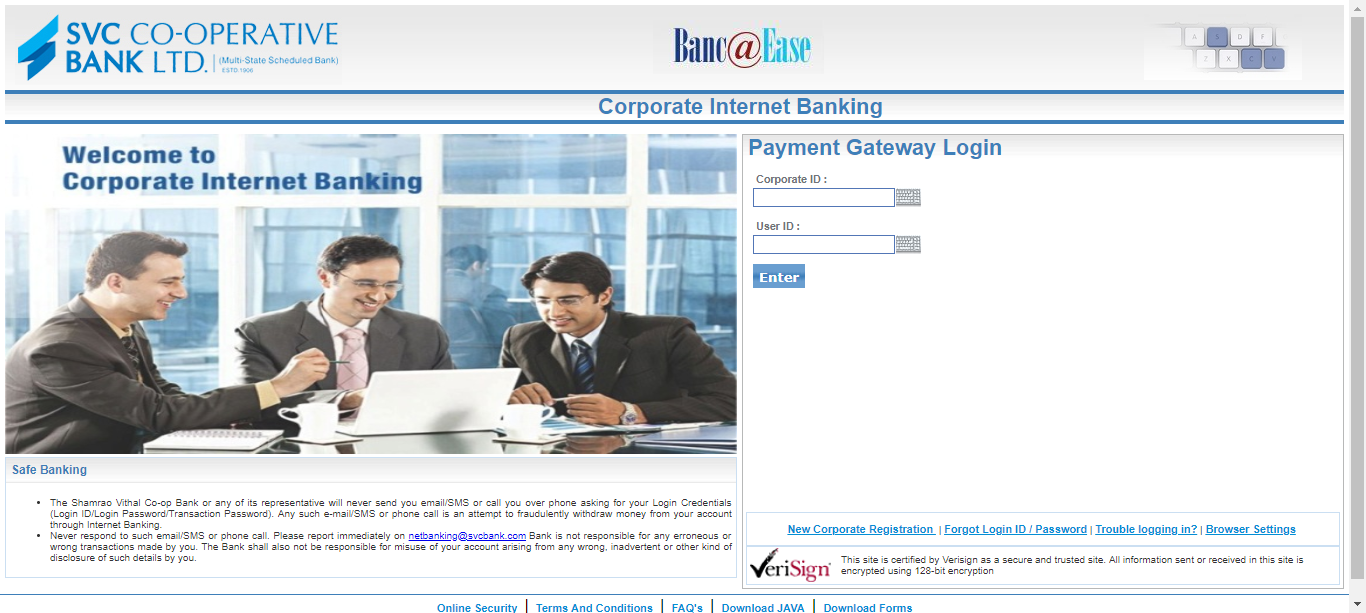 SVC CO-OPERATIVE
BANK LTD. (Multi-State Scheduled Bank)
ESTD.1906
Banc@Ease
A S D F
Z X C V
Corporate Internet Banking
Welcome to
Corporate Internet Banking
Payment Gateway Login
Corporate ID :
User ID :
Enter
Safe Banking
• The Shamrao Vithal Co-op Bank or any of its representative will never send you email/SMS or call you over phone asking for your Login Credentials
(Login ID/Login Password/Transaction Password). Any such e-mail/SMS or phone call is an attempt to fraudulently withdraw money from your account
through Internet Banking.
• Never respond to such email/SMS or phone call. Please report immediately on netbanking@svcbank.com Bank is not responsible for any erroneous or
wrong transactions made by you. The Bank shall also not be responsible for misuse of your account arising from any wrong, inadvertent or other kind of
disclosure of such details by you.
New Corporate Registration | Forgot Login ID / Password | Trouble logging in? | Browser Settings
VeriSign
This site is certified by Verisign as a secure and trusted site. All information sent or received in this site is
encrypted using 128-bit encryption
Online Security | Terms And Conditions | FAQ's | Download JAVA | Download Forms